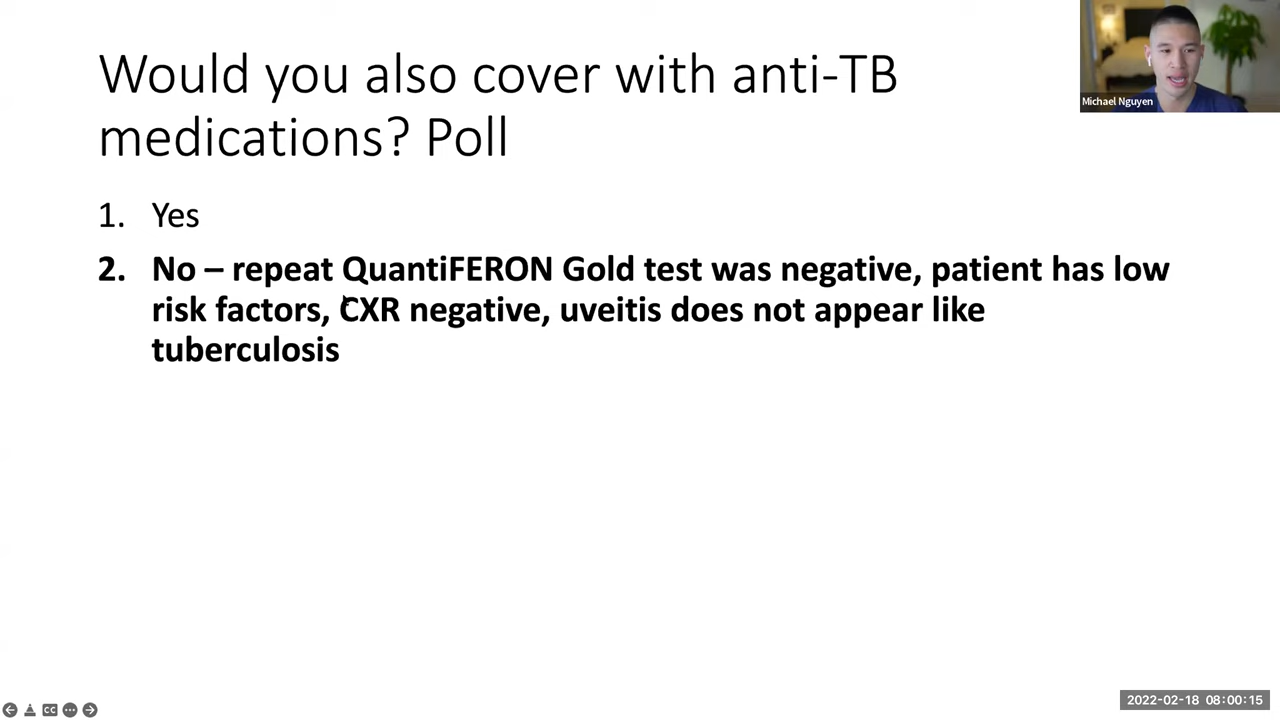 Would you also cover with anti-TB
medications? Poll
1. Yes
2. No – repeat QuantiFERON Gold test was negative, patient has low
risk factors, CXR negative, uveitis does not appear like
tuberculosis
Michael Nguyen
CC
2022-02-18 08:00:15